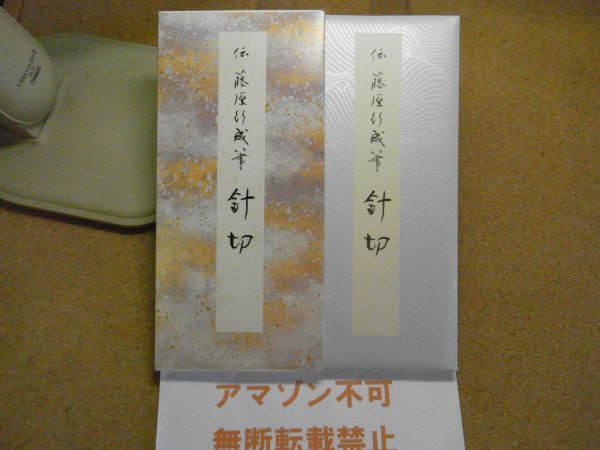 伝 藤原行成筆 針切
伝 藤原行成筆 針切
アマゾン不可
無断転載禁止